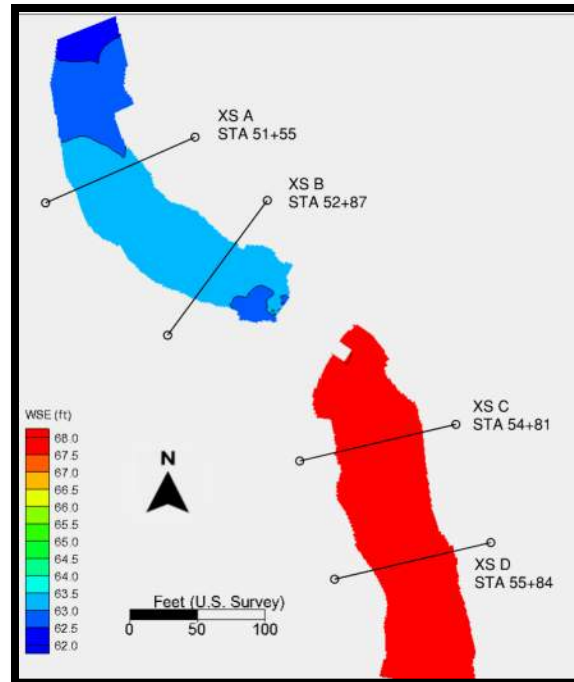 XS A
STA 51+55
XS B
STA 52+87
XS C
STA 54+81
XS D
STA 55+84
WSE (ft)
68.0
67.5
67.0
66.5
66.0
65.5
65.0
64.5
64.0
63.5
63.0
62.5
62.0
N
Feet (U.S. Survey)
0 50 100